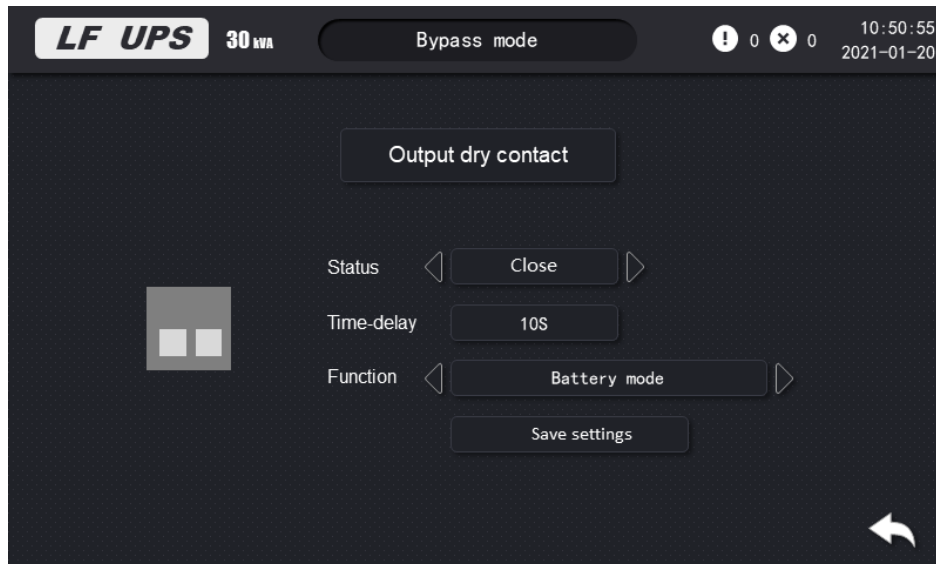 LF UPS 30 kVA Bypass mode ! 0 × 0 10:50:55
2021-01-20
Output dry contact
Status Close
Time-delay 10S
Function Battery mode
Save settings